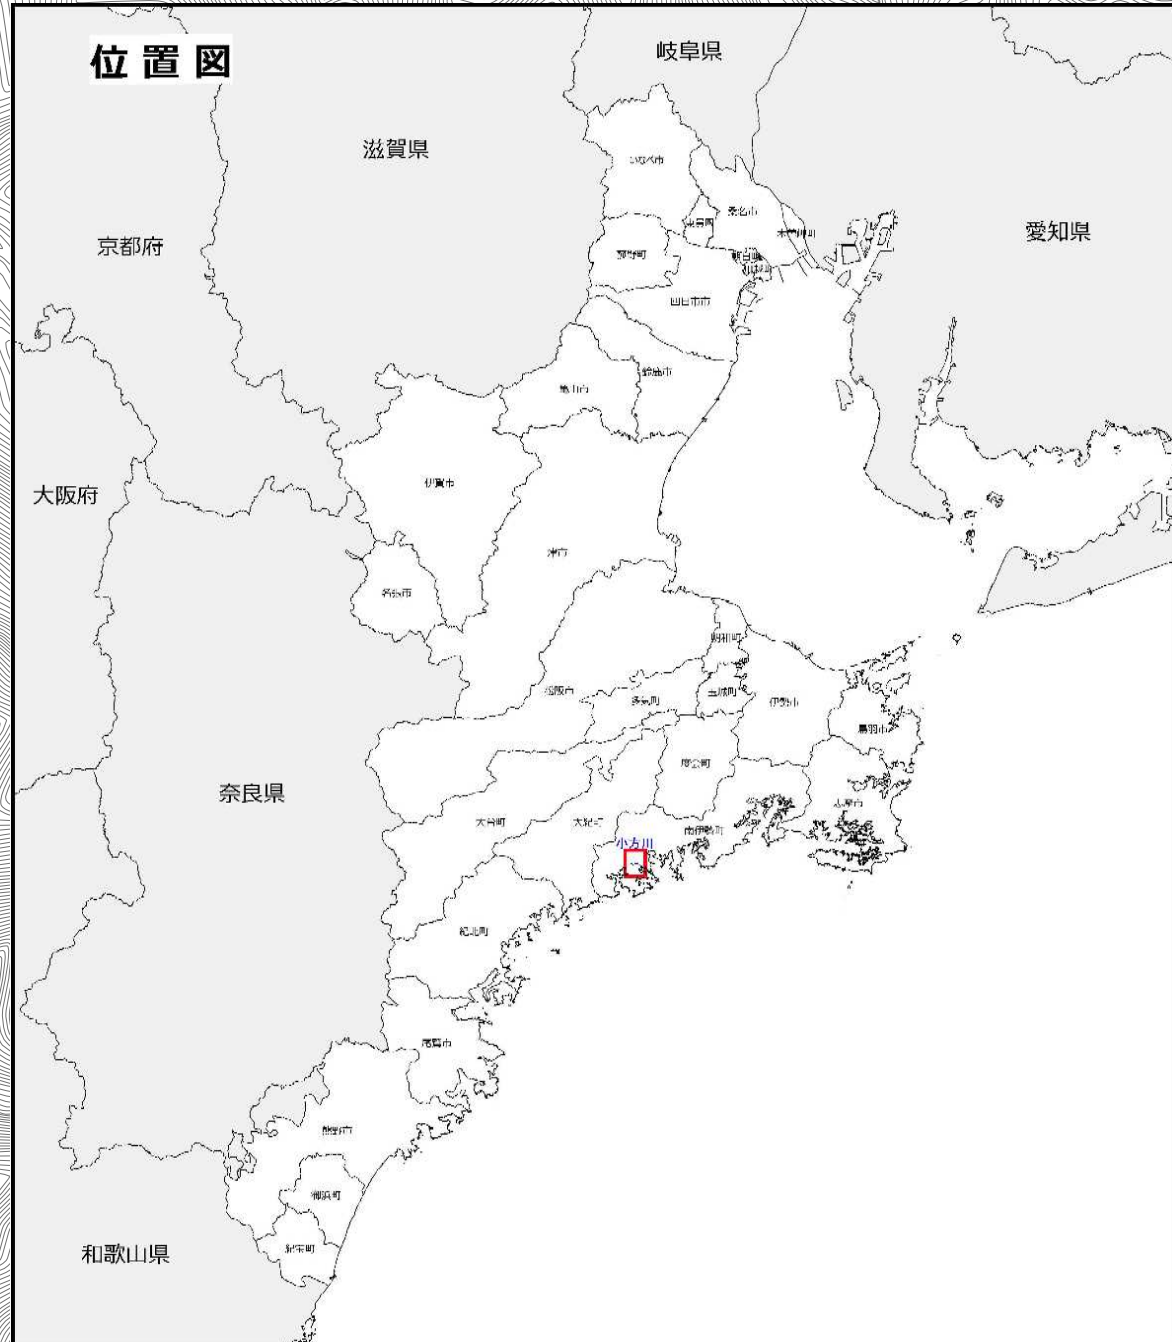 位置図
岐阜県
滋賀県
いなべ市
桑名市
東員町
木曽岬町
愛知県
京都府
菰野町
朝日町
川越町
四日市市
鈴鹿市
亀山市
伊賀市
大阪府
津市
名張市
明和町
松阪市
多気町
玉城町
伊勢市
鳥羽市
度会町
奈良県
志摩市
大台町
大紀町
南伊勢町
小方川
紀北町
尾鷲市
熊野市
御浜町
紀宝町
和歌山県